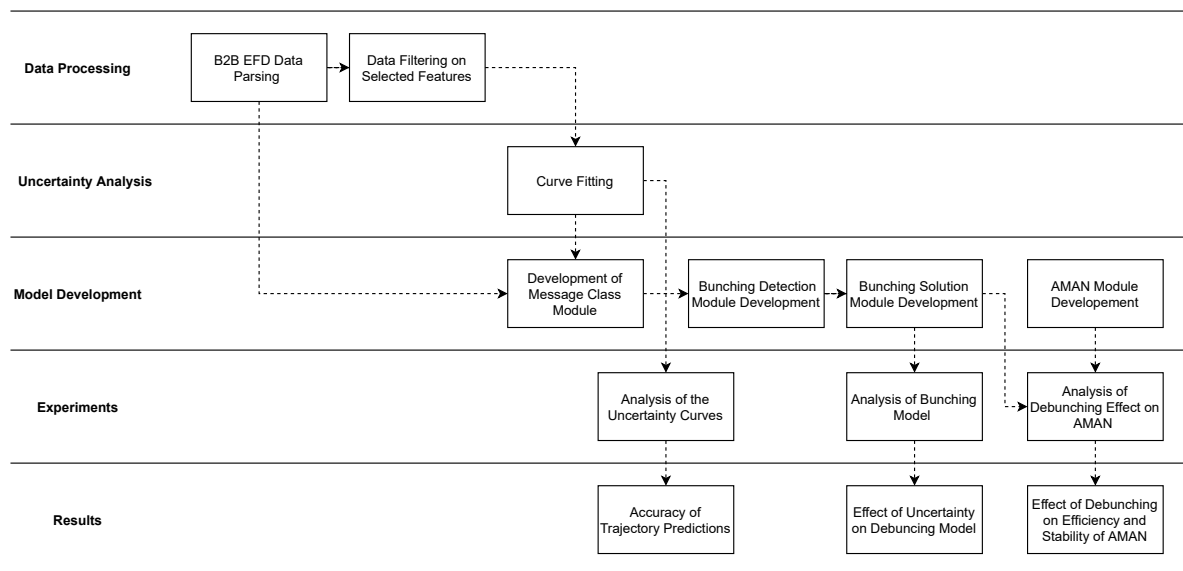 Data Processing
B2B EFD Data
Parsing
Data Filtering on
Selected Features
Uncertainty Analysis
Curve Fitting
Model Development
Development of
Message Class
Module
Bunching Detection
Module Development
Bunching Solution
Module Development
AMAN Module
Developement
Experiments
Analysis of the
Uncertainty Curves
Analysis of Bunching
Model
Analysis of
Debunching Effect on
AMAN
Results
Accuracy of
Trajectory Predictions
Effect of Uncertainty
on Debuncing Model
Effect of Debunching
on Efficiency and
Stability of AMAN